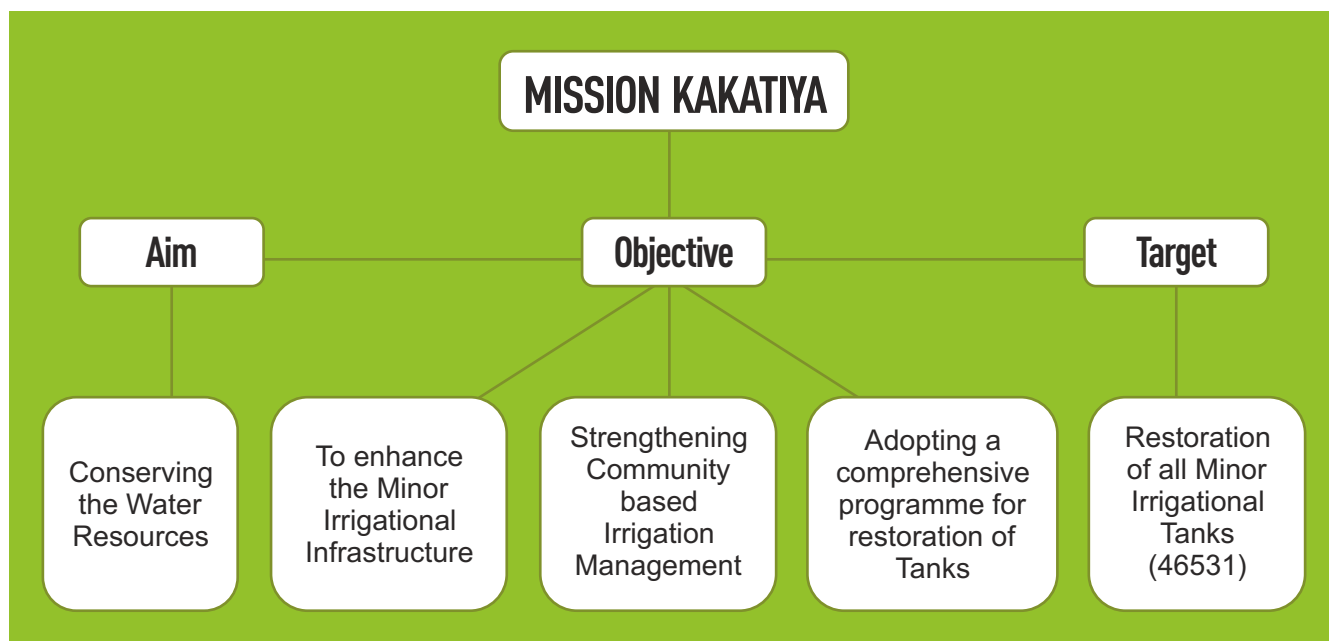 MISSION KAKATIYA
Aim
Objective
Target
Conserving
the Water
Resources
To enhance
the Minor
Irrigational
Infrastructure
Strengthening
Community
based
Irrigation
Management
Adopting a
comprehensive
programme for
restoration of
Tanks
Restoration
of all Minor
Irrigational
Tanks
(46531)